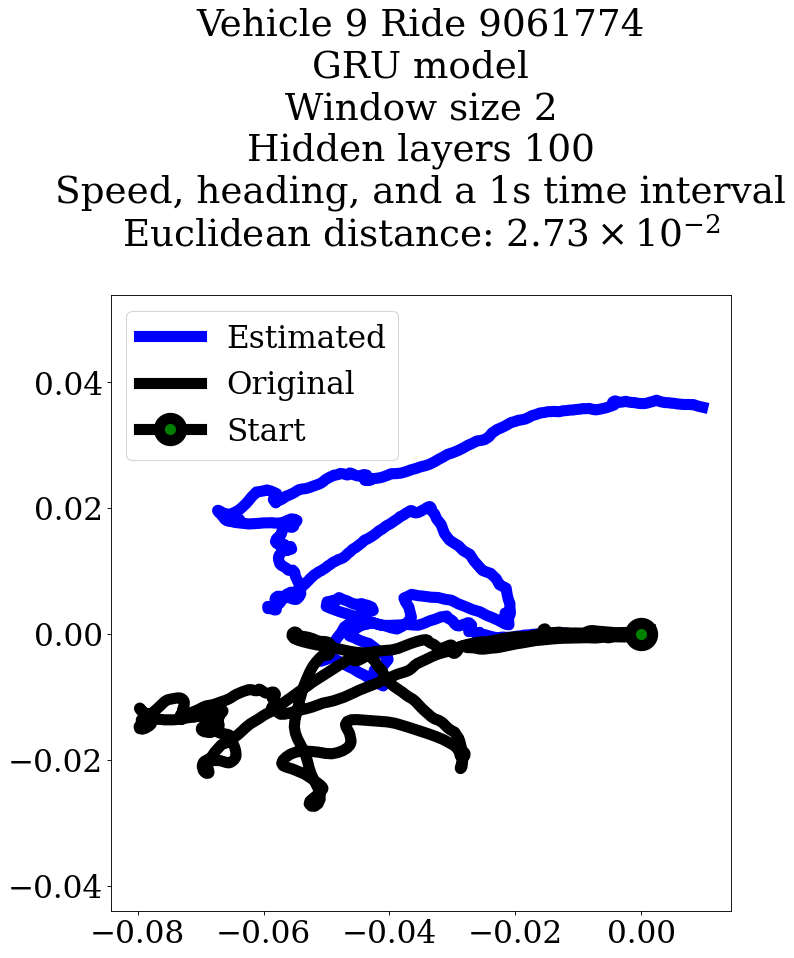 Vehicle 9 Ride 9061774
GRU model
Window size 2
Hidden layers 100
Speed, heading, and a 1s time interval
Euclidean distance: 2.73 × 10⁻²
Estimated
Original
Start
0.04
0.02
0.00
−0.02
−0.04
−0.08 −0.06 −0.04 −0.02 0.00